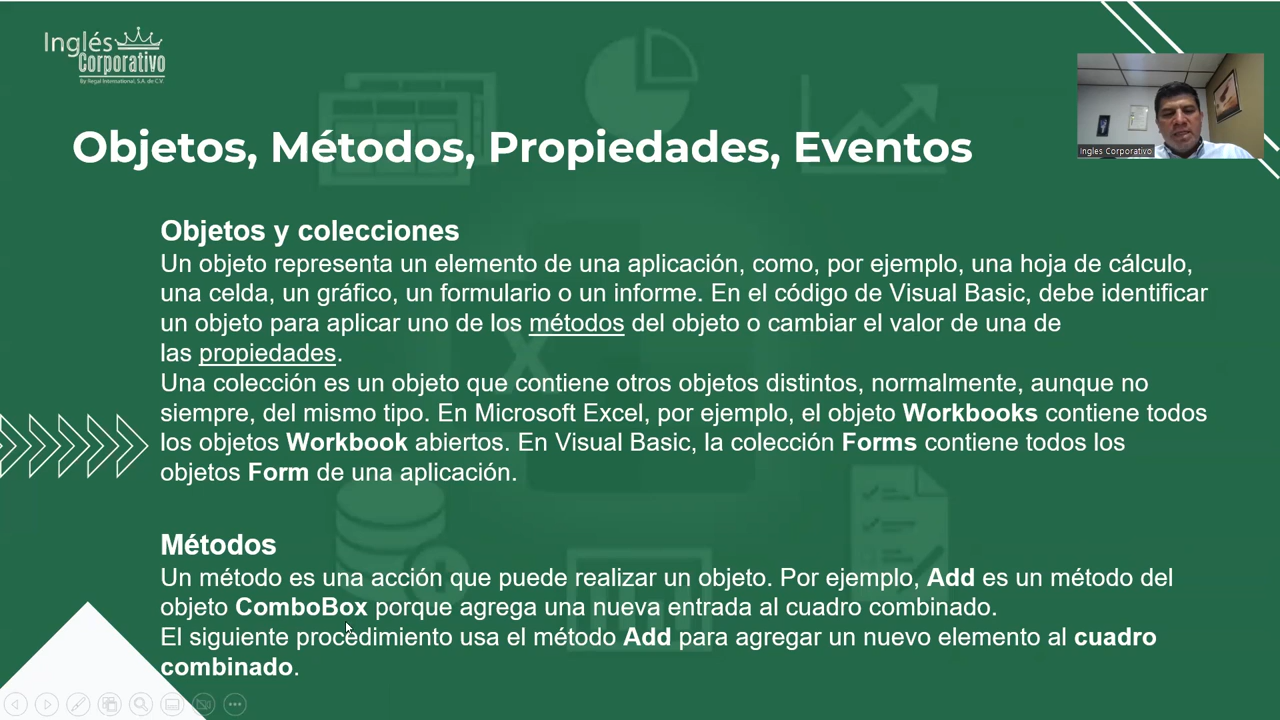 Inglés
Corporativo
By Regal International, S.A. de C.V.
Ingles Corporativo
Objetos, Métodos, Propiedades, Eventos
Objetos y colecciones
Un objeto representa un elemento de una aplicación, como, por ejemplo, una hoja de cálculo,
una celda, un gráfico, un formulario o un informe. En el código de Visual Basic, debe identificar
un objeto para aplicar uno de los métodos del objeto o cambiar el valor de una de
las propiedades.
Una colección es un objeto que contiene otros objetos distintos, normalmente, aunque no
siempre, del mismo tipo. En Microsoft Excel, por ejemplo, el objeto Workbooks contiene todos
los objetos Workbook abiertos. En Visual Basic, la colección Forms contiene todos los
objetos Form de una aplicación.
Métodos
Un método es una acción que puede realizar un objeto. Por ejemplo, Add es un método del
objeto ComboBox porque agrega una nueva entrada al cuadro combinado.
El siguiente procedimiento usa el método Add para agregar un nuevo elemento al cuadro
combinado.